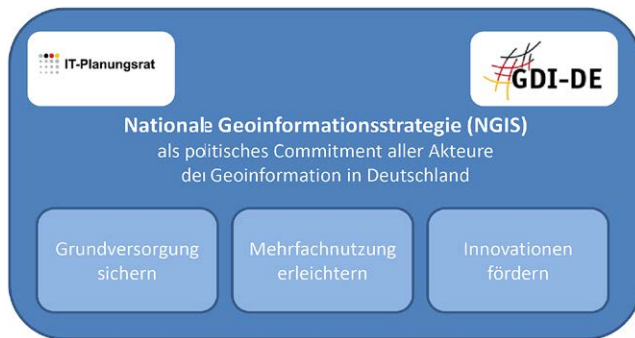 IT-Planungsrat
GDI-DE
Nationale Geoinformationsstrategie (NGIS)
als politisches Commitment aller Akteure
der Geoinformation in Deutschland
Grundversorgung
sichern
Mehrfachnutzung
erleichtern
Innovationen
fördern